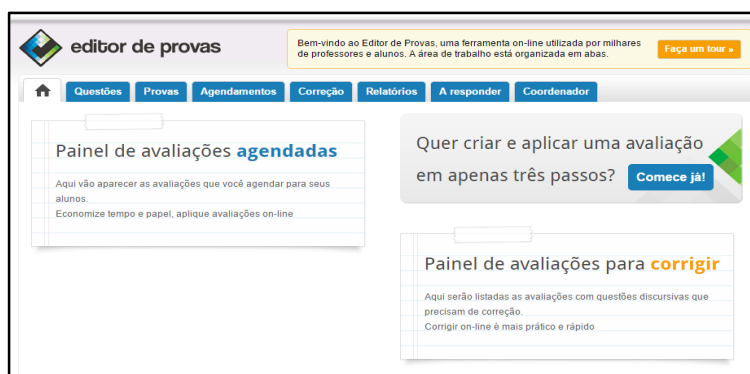 editor de provas
Bem-vindo ao Editor de Provas, uma ferramenta on-line utilizada por milhares
de professores e alunos. A área de trabalho está organizada em abas.
Faça um tour »
Questões Provas Agendamentos Correção Relatórios A responder Coordenador
Painel de avaliações agendadas
Aqui vão aparecer as avaliações que você agendar para seus
alunos.
Economize tempo e papel, aplique avaliações on-line
Quer criar e aplicar uma avaliação
em apenas três passos? Comece já!
Painel de avaliações para corrigir
Aqui serão listadas as avaliações com questões discursivas que
precisam de correção.
Corrigir on-line é mais prático e rápido